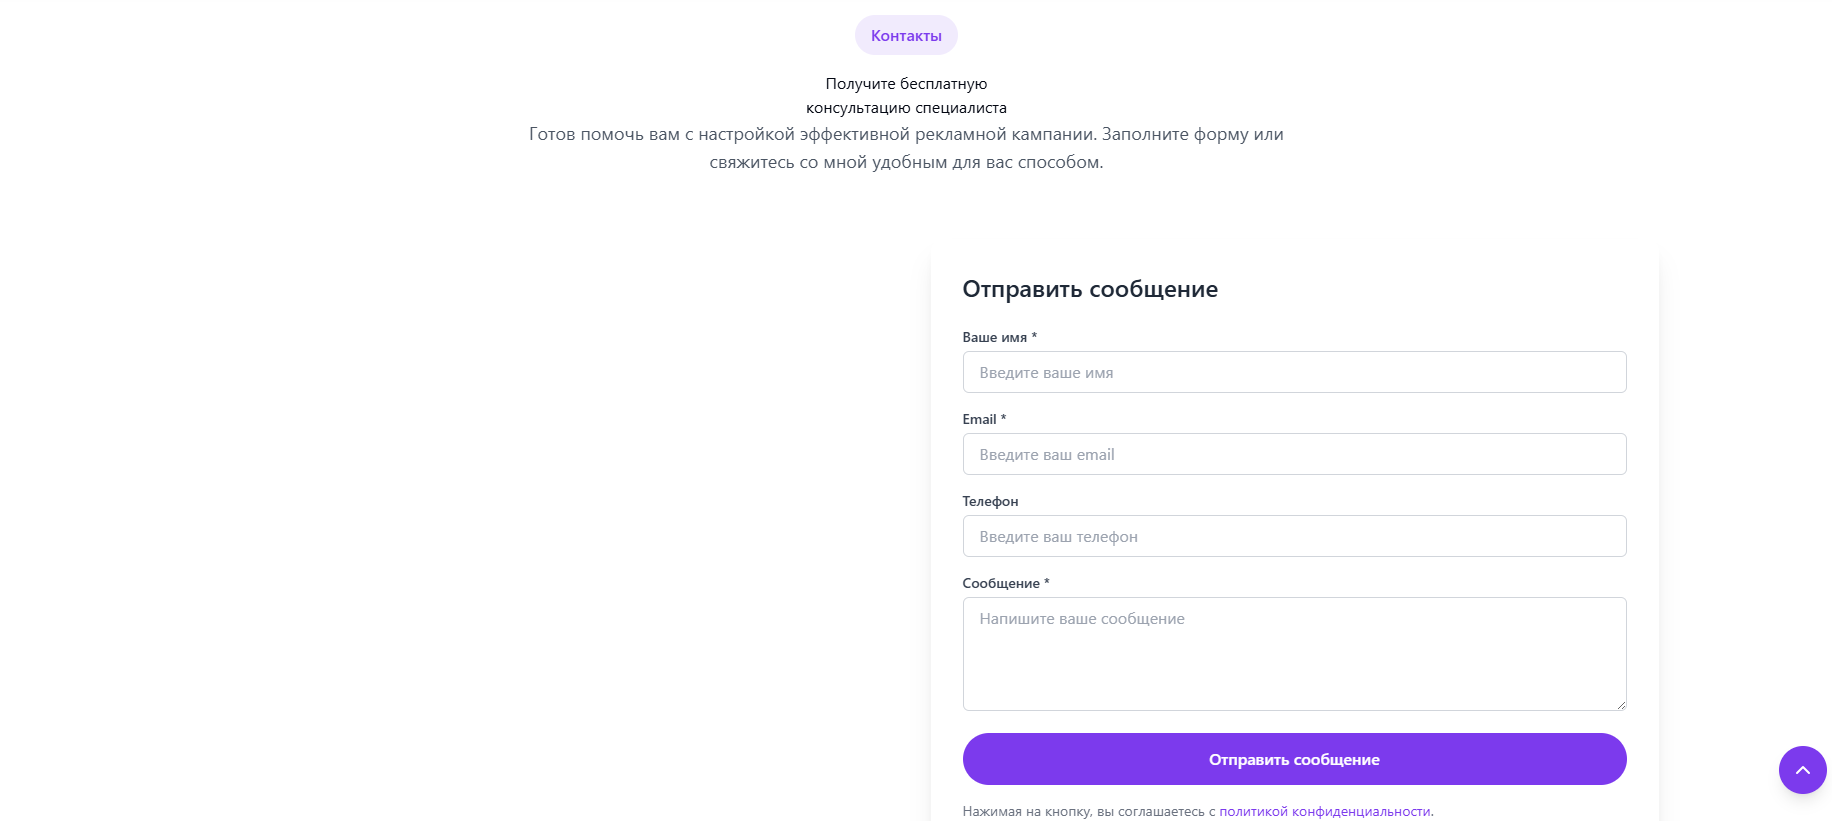 Контакты
Получите бесплатную
консультацию специалиста
Готов помочь вам с настройкой эффективной рекламной кампании. Заполните форму или
свяжитесь со мной удобным для вас способом.
Отправить сообщение
Ваше имя *
Введите ваше имя
Email *
Введите ваш email
Телефон
Введите ваш телефон
Сообщение *
Напишите ваше сообщение
Отправить сообщение
Нажимая на кнопку, вы соглашаетесь с политикой конфиденциальности.